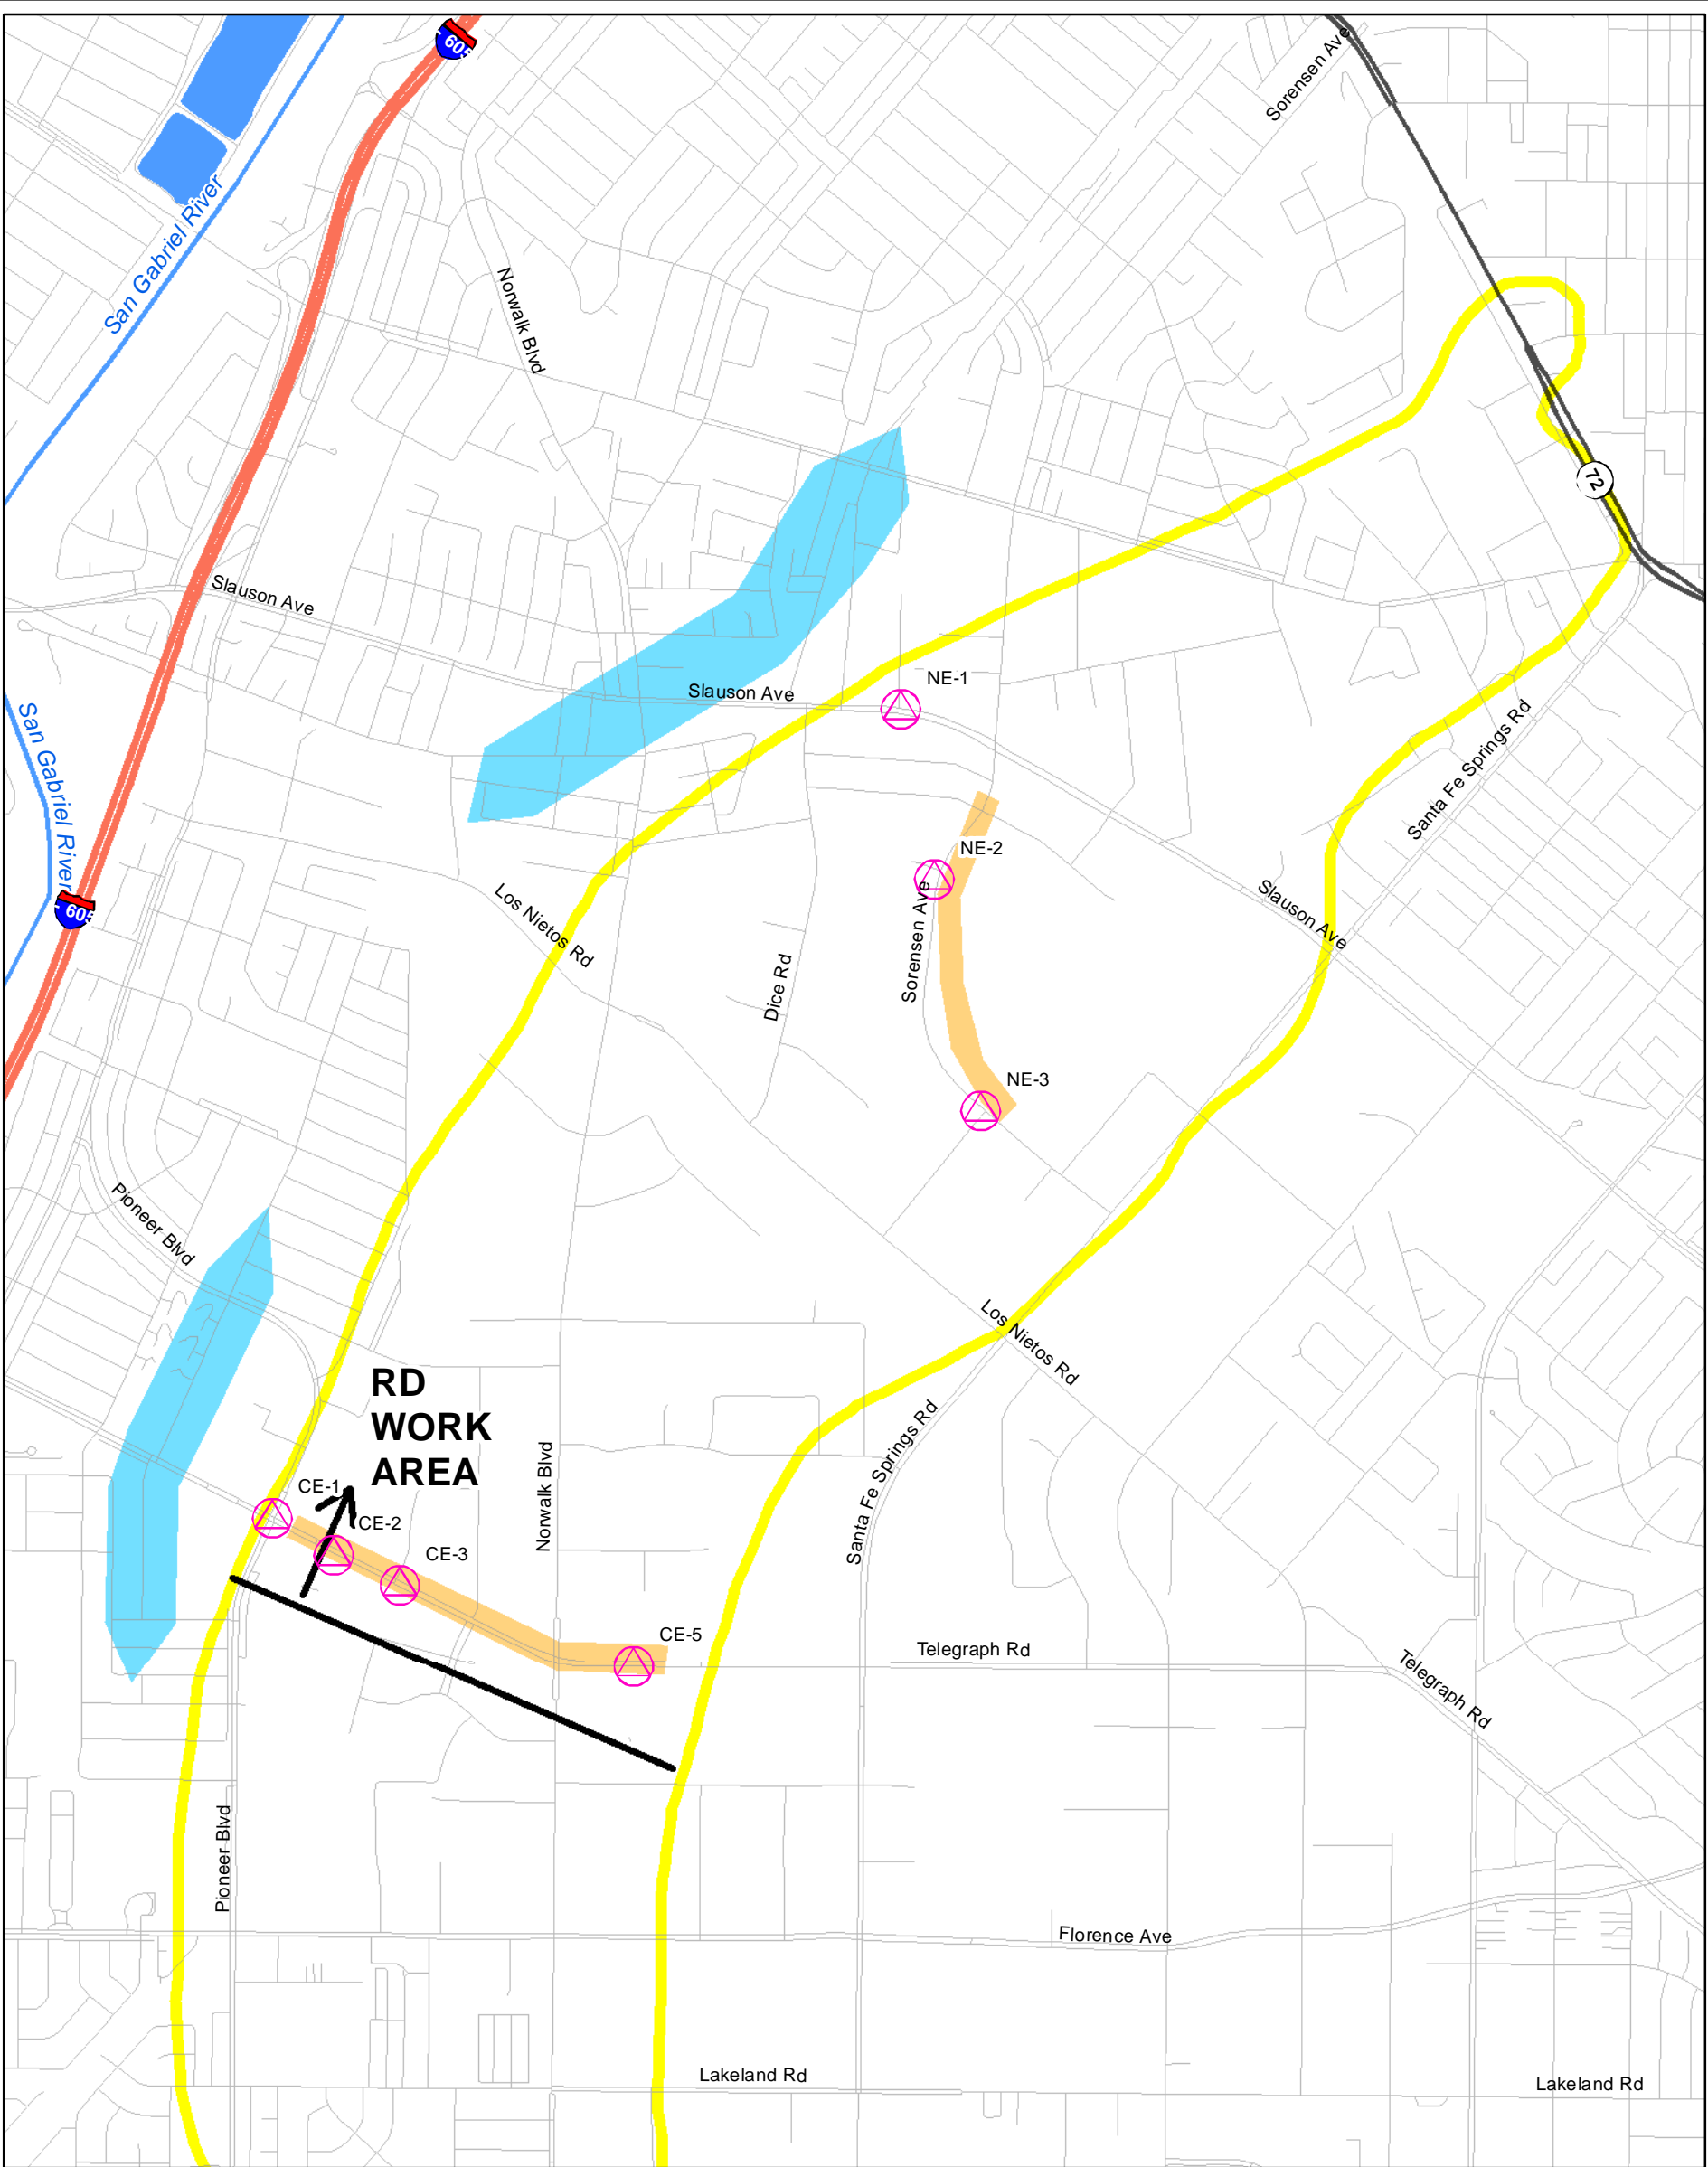 605
Sorensen Ave
San Gabriel River
Norwalk Blvd
72
Slauson Ave
Slauson Ave
NE-1
San Gabriel River
Santa Fe Springs Rd
NE-2
605
Los Nietos Rd
Slauson Ave
Sorensen Ave
Dice Rd
NE-3
Pioneer Blvd
Los Nietos Rd
RD
WORK
AREA
Norwalk Blvd
Santa Fe Springs Rd
CE-1
CE-2
CE-3
CE-5
Telegraph Rd
Telegraph Rd
Pioneer Blvd
Florence Ave
Lakeland Rd
Lakeland Rd